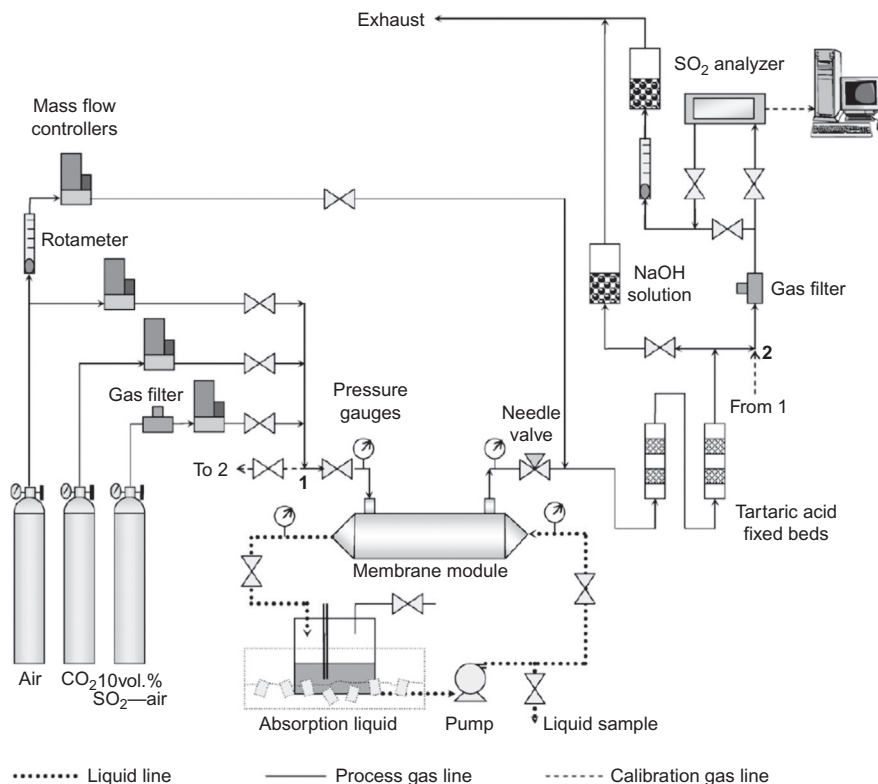 Exhaust
SO₂ analyzer
Mass flow
controllers
Rotameter
NaOH
solution
Gas filter
2
From 1
Gas filter
Pressure
gauges
Needle
valve
To 2
1
Tartaric acid
fixed beds
Membrane module
Air
CO₂
10vol.%
SO₂—air
Absorption liquid
Pump
Liquid sample
Liquid line
Process gas line
Calibration gas line